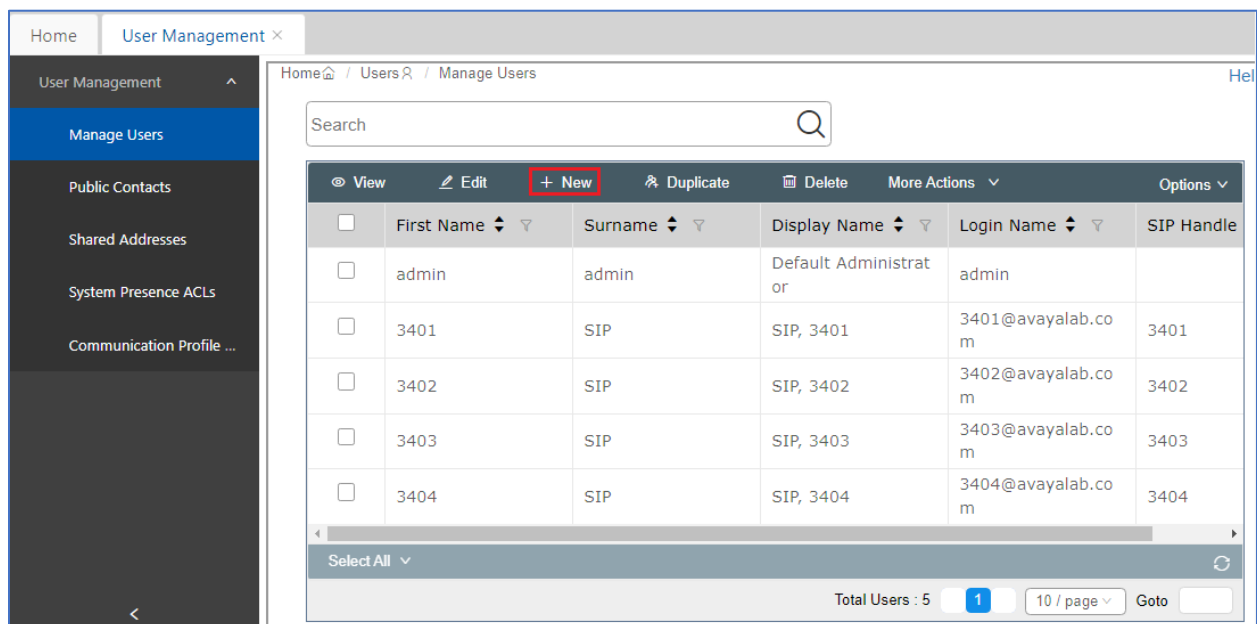 Home
User Management ×
User Management
Manage Users
Public Contacts
Shared Addresses
System Presence ACLs
Communication Profile ...
Home / Users / Manage Users
Hel
Search
View Edit + New Duplicate Delete More Actions Options
First Name Surname Display Name Login Name SIP Handle
admin admin Default Administrat admin
or
3401 SIP SIP, 3401 3401@avayalab.co 3401
m
3402 SIP SIP, 3402 3402@avayalab.co 3402
m
3403 SIP SIP, 3403 3403@avayalab.co 3403
m
3404 SIP SIP, 3404 3404@avayalab.co 3404
m
Select All
Total Users : 5 1 10 / page Goto